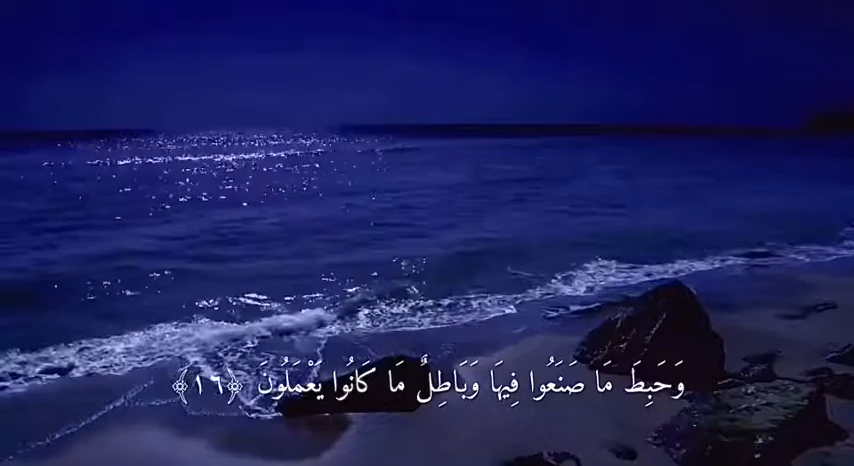 وَحَبِطَ مَا صَنَعُوا فِيهَا وَبَاطِلٌ مَا كَانُوا يَعْمَلُونَ ﴿١٦﴾